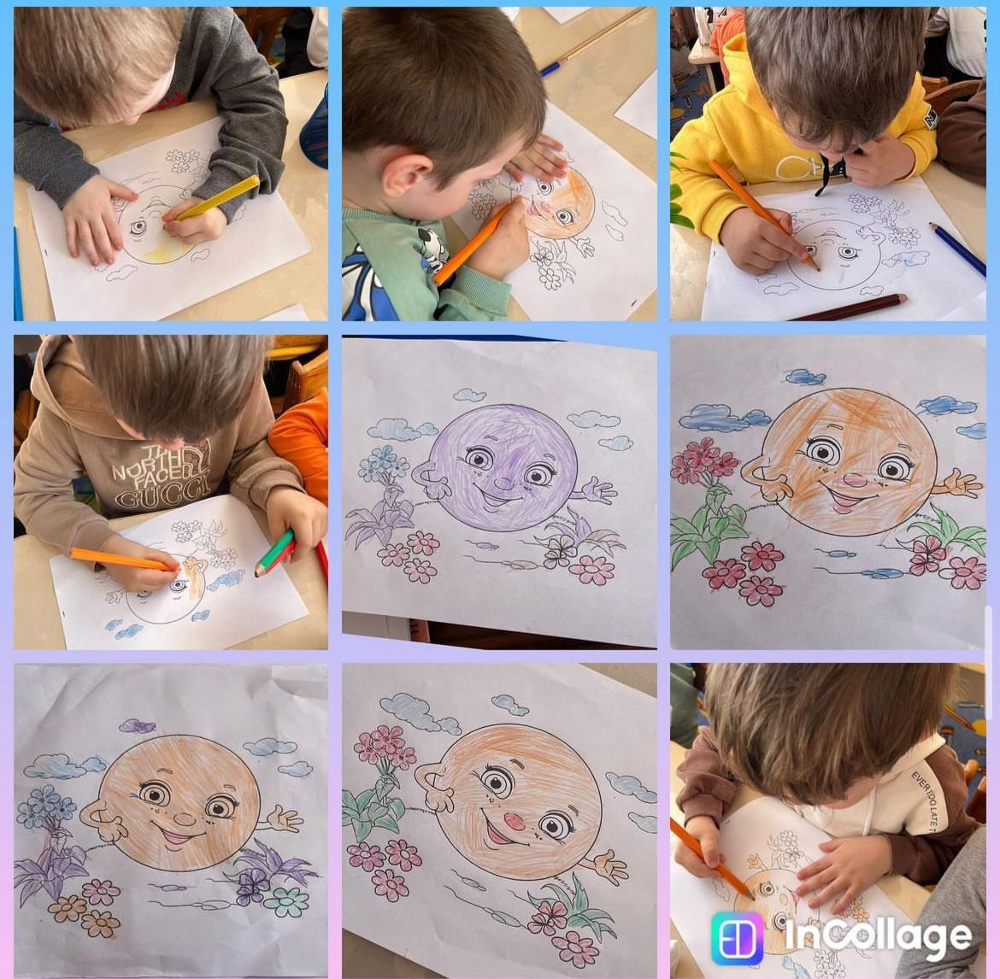 THE
NORTH
FACE
GUCCI
EVER TOO LATE T
InCollage